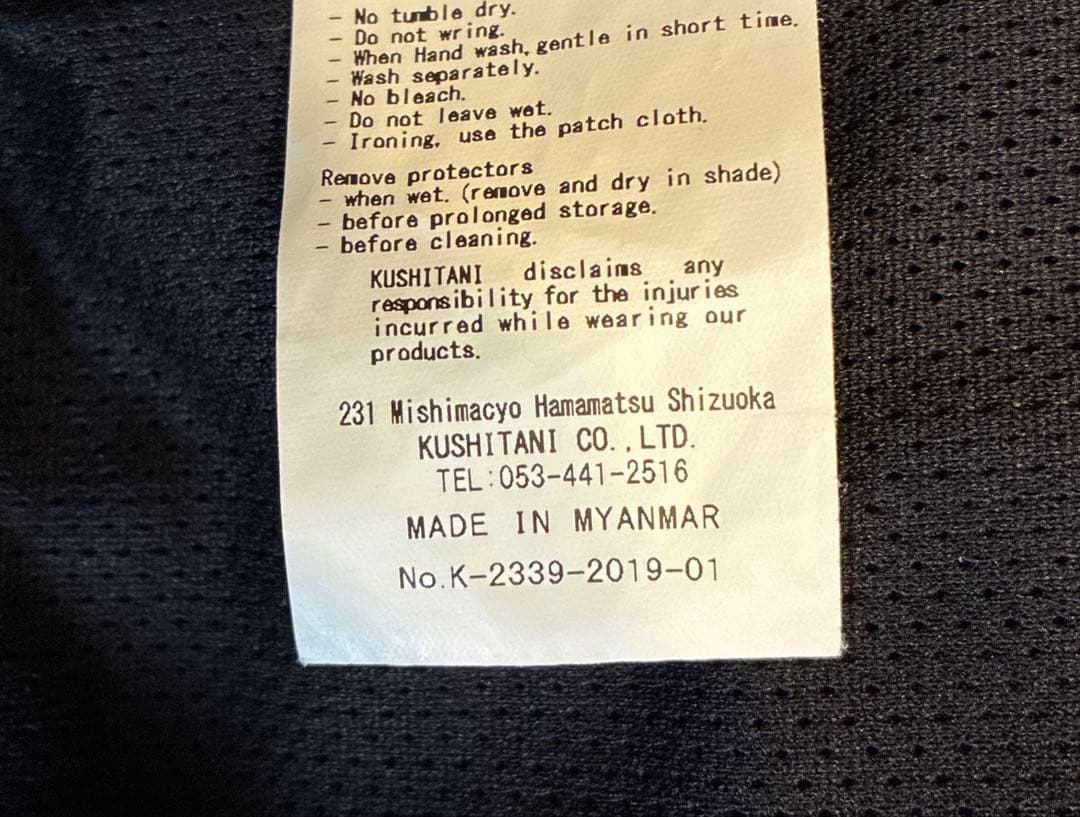 - No tumble dry.
- Do not wring.
- When Hand wash, gentle in short time.
- Wash separately.
- No bleach.
- Do not leave wet.
- Ironing, use the patch cloth.
Remove protectors
- when wet. (remove and dry in shade)
- before prolonged storage.
- before cleaning.
KUSHITANI disclaims any
responsibility for the injuries
incurred while wearing our
products.
231 Mishimacyo Hamamatsu Shizuoka
KUSHITANI CO.,LTD.
TEL:053-441-2516
MADE IN MYANMAR
No.K-2339-2019-01